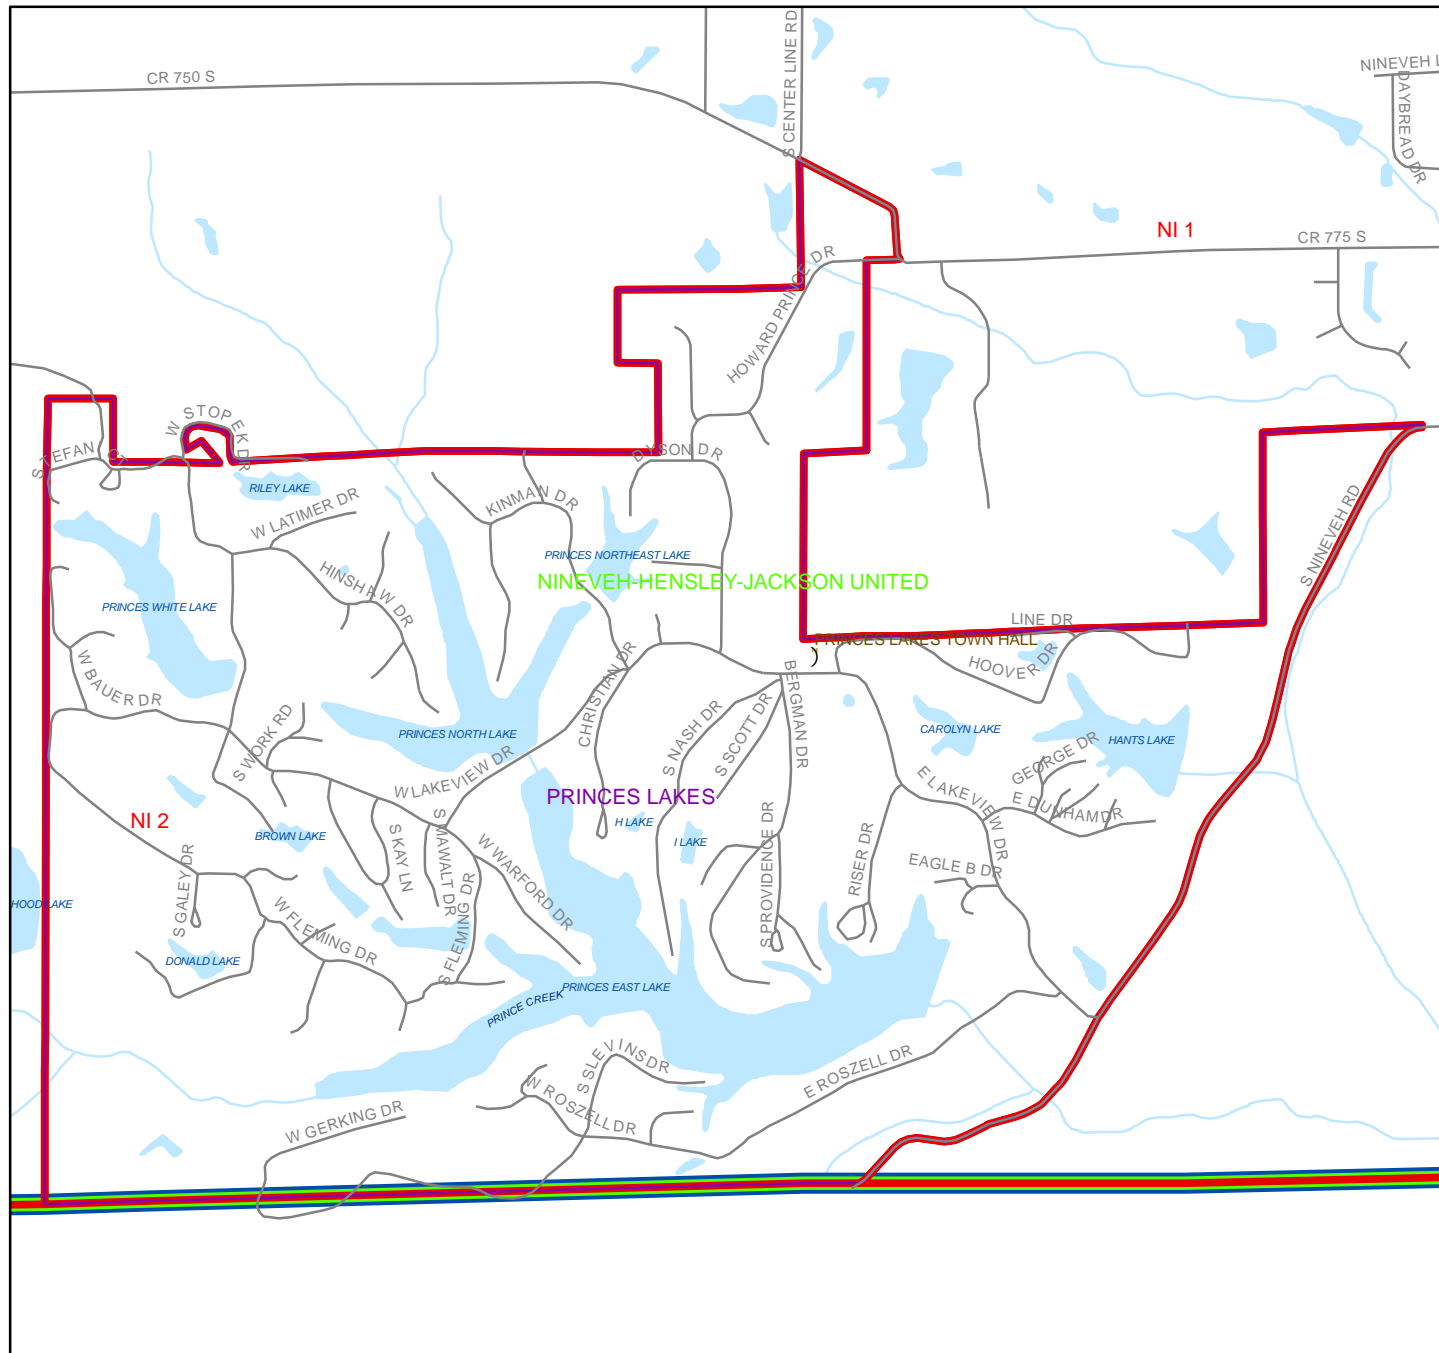 S CENTER LINE RD
NINEVEH L
CR 750 S
DAYBREAD DR
NI 1
CR 775 S
HOWARD PRINCE DR
W STOPEK DR
STEFAN CT
DYSON DR
RILEY LAKE
KINMAN DR
W LATIMER DR
S NINEVEH RD
PRINCES NORTHEAST LAKE
HINSHAW DR
NINEVEH-HENSLEY-JACKSON UNITED
PRINCES WHITE LAKE
LINE DR
PRINCES LAKES TOWN HALL
HOOVER DR
W BAUER DR
CHRISTIAN DR
BERGMAN DR
S NASH DR
S SCOTT DR
S WORK RD
PRINCES NORTH LAKE
CAROLYN LAKE
HANTS LAKE
GEORGE DR
W LAKEVIEW DR
E LAKEVIEW DR
PRINCES LAKES
E DUNHAM DR
NI 2
H LAKE
BROWN LAKE
I LAKE
S KAY LN
S MAWALT DR
W WARFORD DR
S PROVIDENCE DR
RISER DR
EAGLE B DR
S GALEY DR
HOOD LAKE
W FLEMING DR
S FLEMING DR
DONALD LAKE
PRINCES EAST LAKE
PRINCE CREEK
S SLEVINS DR
E ROSZELL DR
W ROSZELL DR
W GERKING DR